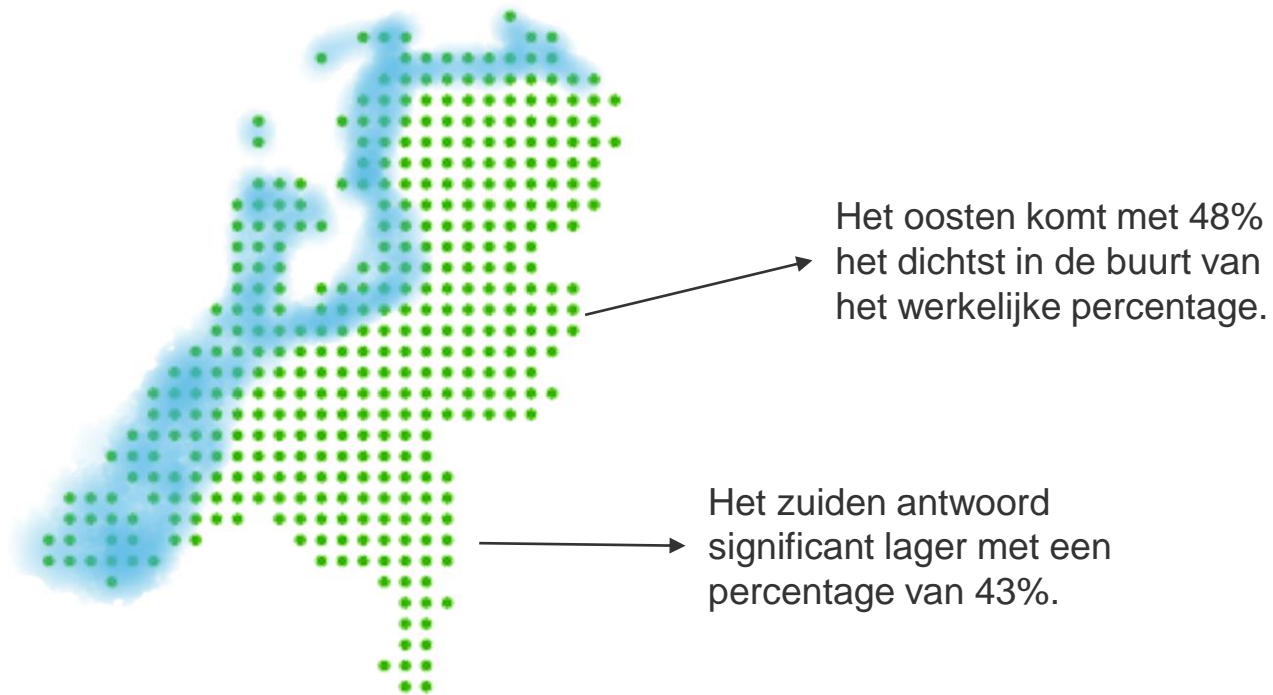 Het oosten komt met 48%
het dichtst in de buurt van
het werkelijke percentage.
Het zuiden antwoord
significant lager met een
percentage van 43%.